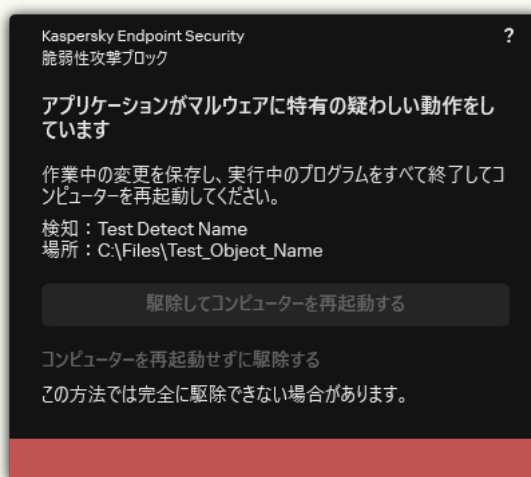 Kaspersky Endpoint Security
?
脆弱性攻撃ブロック
アプリケーションがマルウェアに特有の疑わしい動作をし
ています
作業中の変更を保存し、実行中のプログラムをすべて終了してコ
ンピューターを再起動してください。
検知：Test Detect Name
場所：C:\Files\Test_Object_Name
駆除してコンピューターを再起動する
コンピューターを再起動せずに駆除する
この方法では完全に駆除できない場合があります。